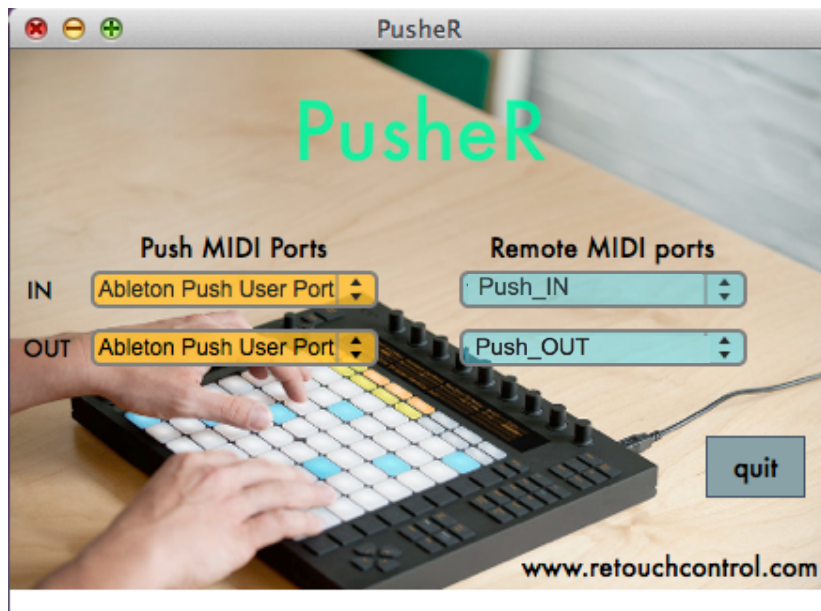 PusheR
PusheR
Push MIDI Ports
Remote MIDI ports
IN
Ableton Push User Port
Push_IN
OUT
Ableton Push User Port
Push_OUT
quit
www.retouchcontrol.com